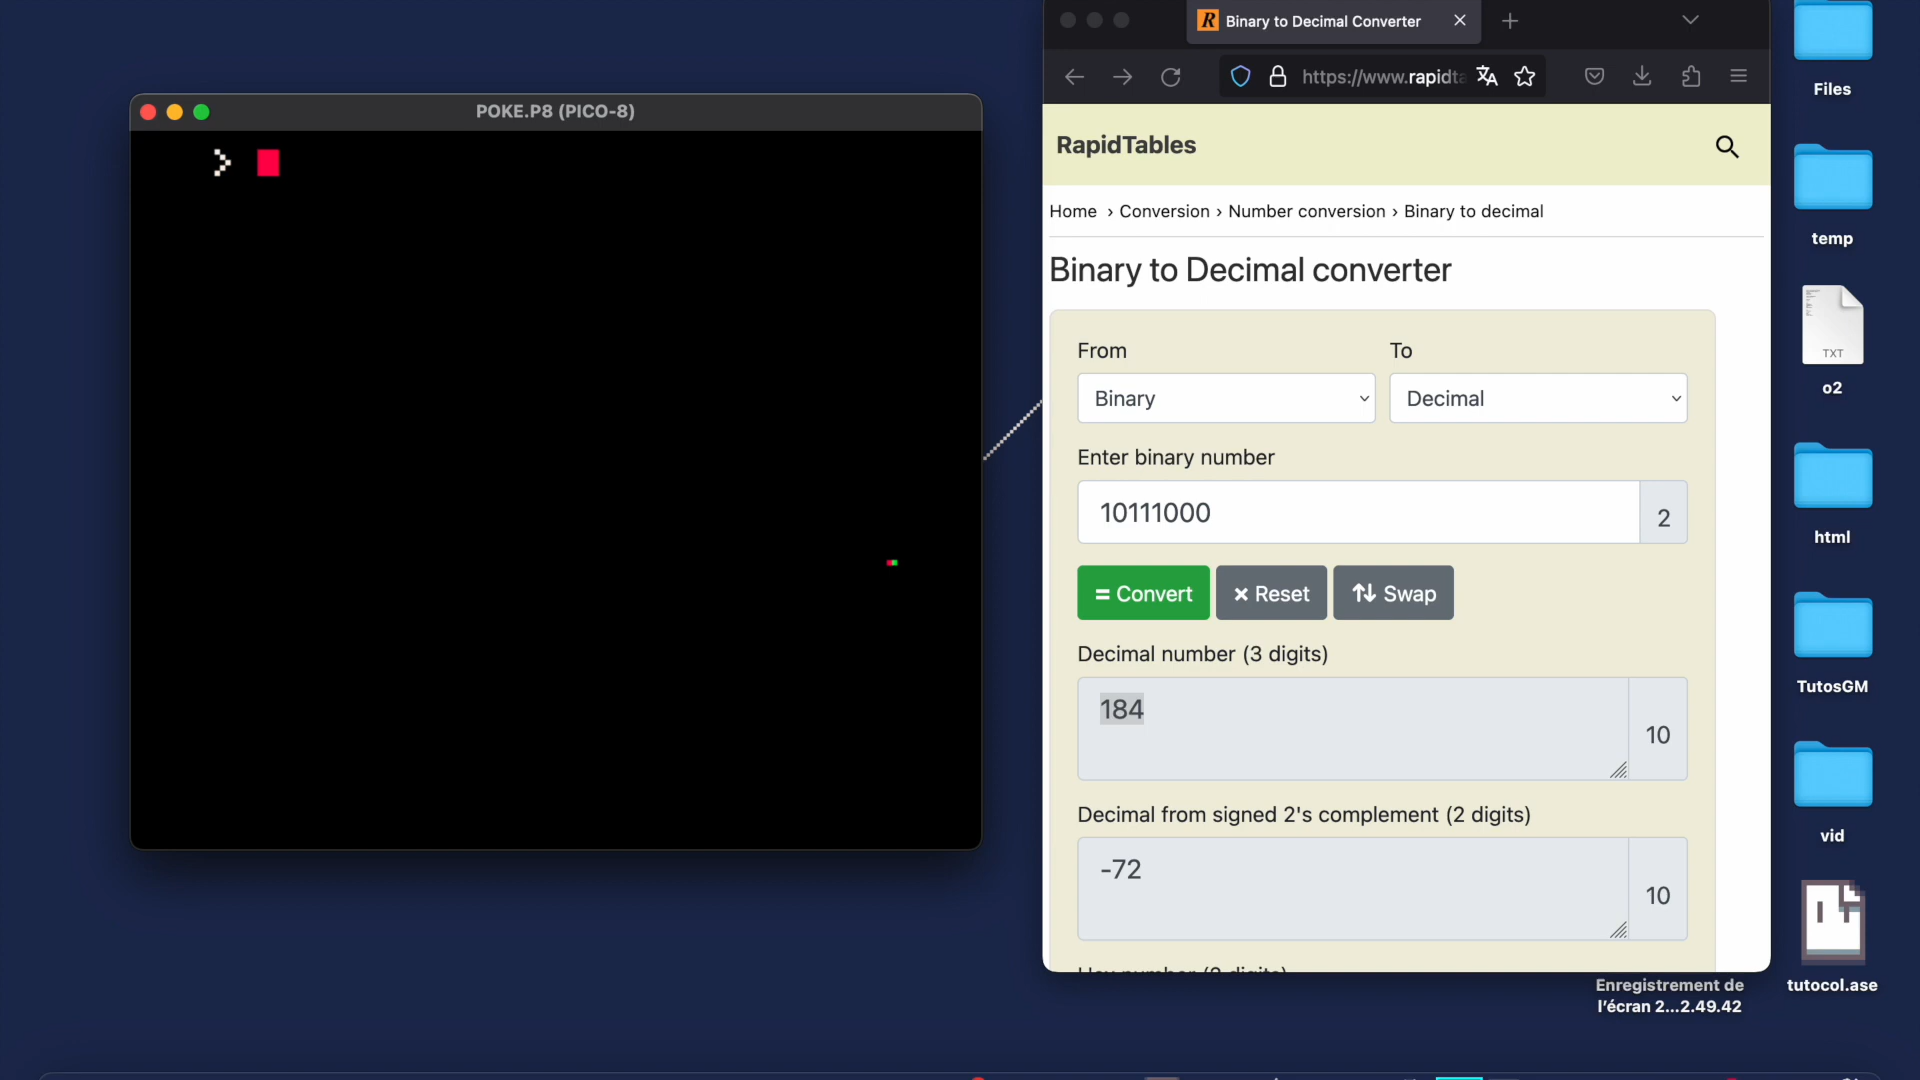 POKE.P8 (PICO-8)
>
Binary to Decimal Converter
https://www.rapidta
RapidTables
Home › Conversion › Number conversion › Binary to decimal
Binary to Decimal converter
From
To
Binary
Decimal
Enter binary number
10111000
2
= Convert
× Reset
Swap
Decimal number (3 digits)
184
10
Decimal from signed 2's complement (2 digits)
-72
10
Files
temp
TXT
o2
html
TutosGM
vid
tutocol.ase
Enregistrement de
l'écran 2...2.49.42